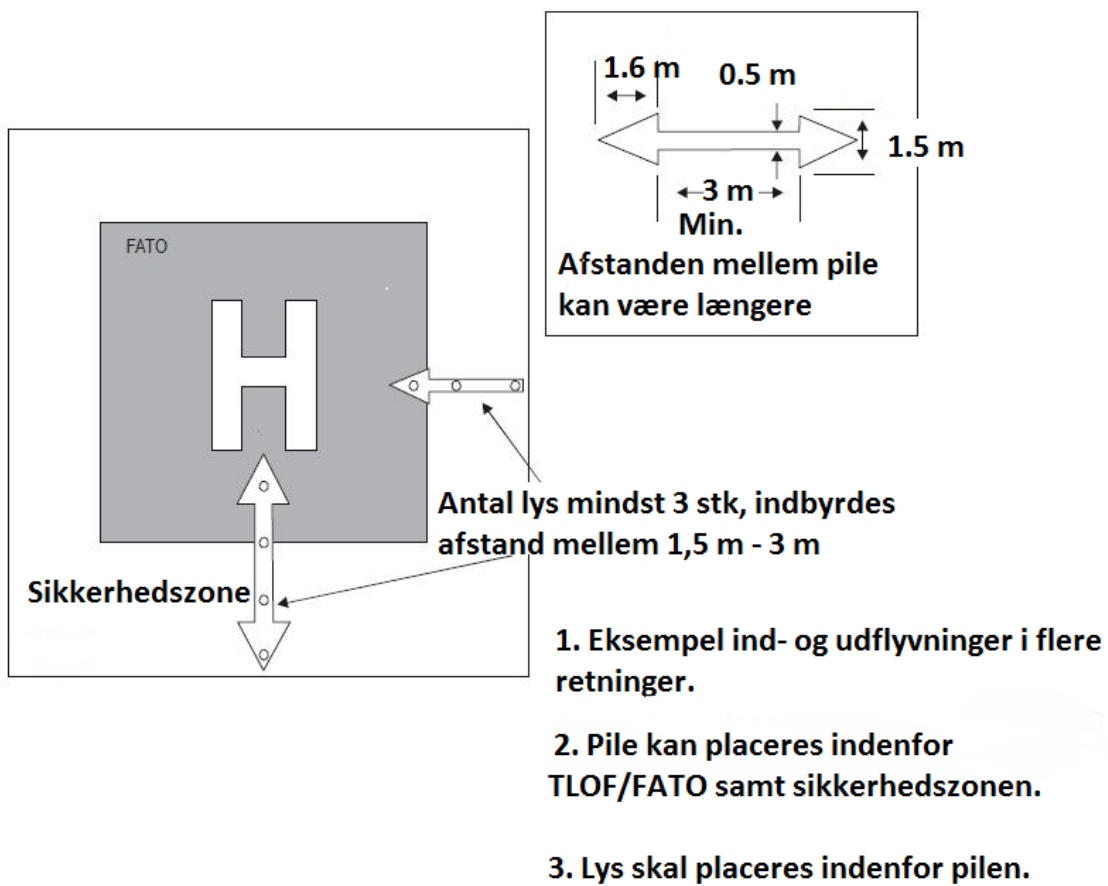 1.6 m
0.5 m
1.5 m
3 m
Min.
Afstanden mellem pile
kan være længere
FATO
H
Antal lys mindst 3 stk, indbyrdes
afstand mellem 1,5 m - 3 m
Sikkerhedszone
1. Eksempel ind- og udflyvninger i flere
retninger.
2. Pile kan placeres indenfor
TLOF/FATO samt sikkerhedszonen.
3. Lys skal placeres indenfor pilen.